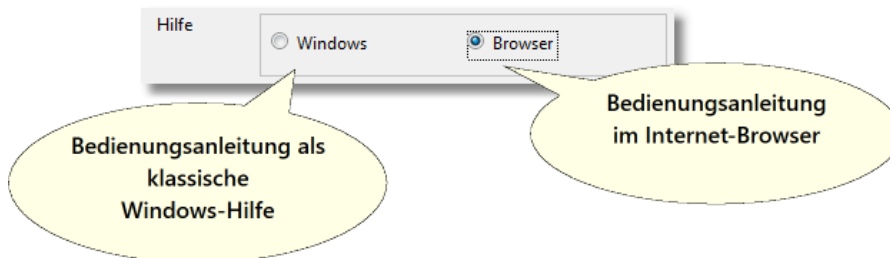 Hilfe
Windows
Browser
Bedienungsanleitung als
klassische
Windows-Hilfe
Bedienungsanleitung
im Internet-Browser